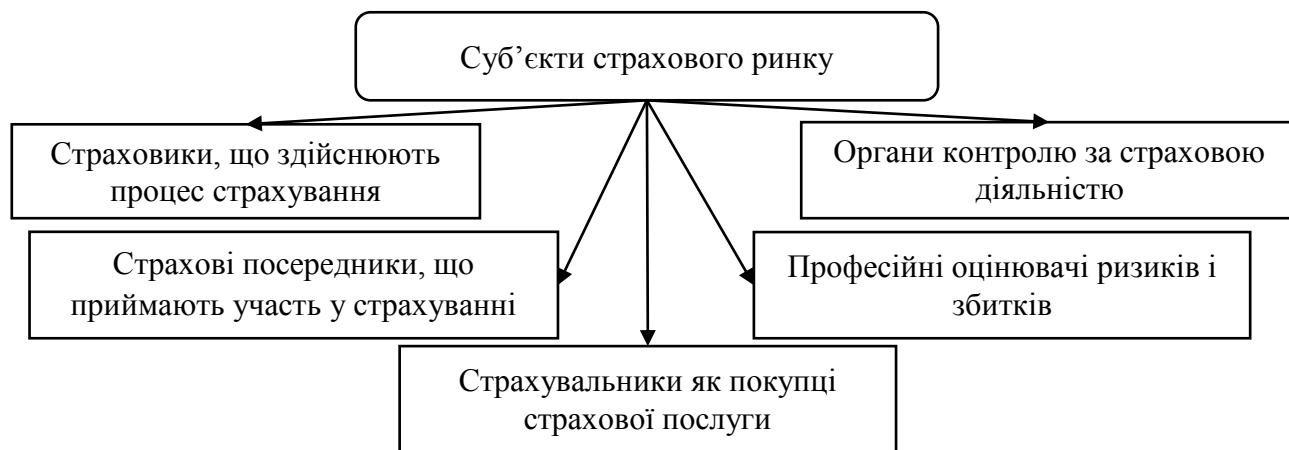 Суб’єкти страхового ринку
Страховики, що здійснюють
процес страхування
Органи контролю за страховою
діяльністю
Страхові посередники, що
приймають участь у страхуванні
Професійні оцінювачі ризиків і
збитків
Страхувальники як покупці
страхової послуги